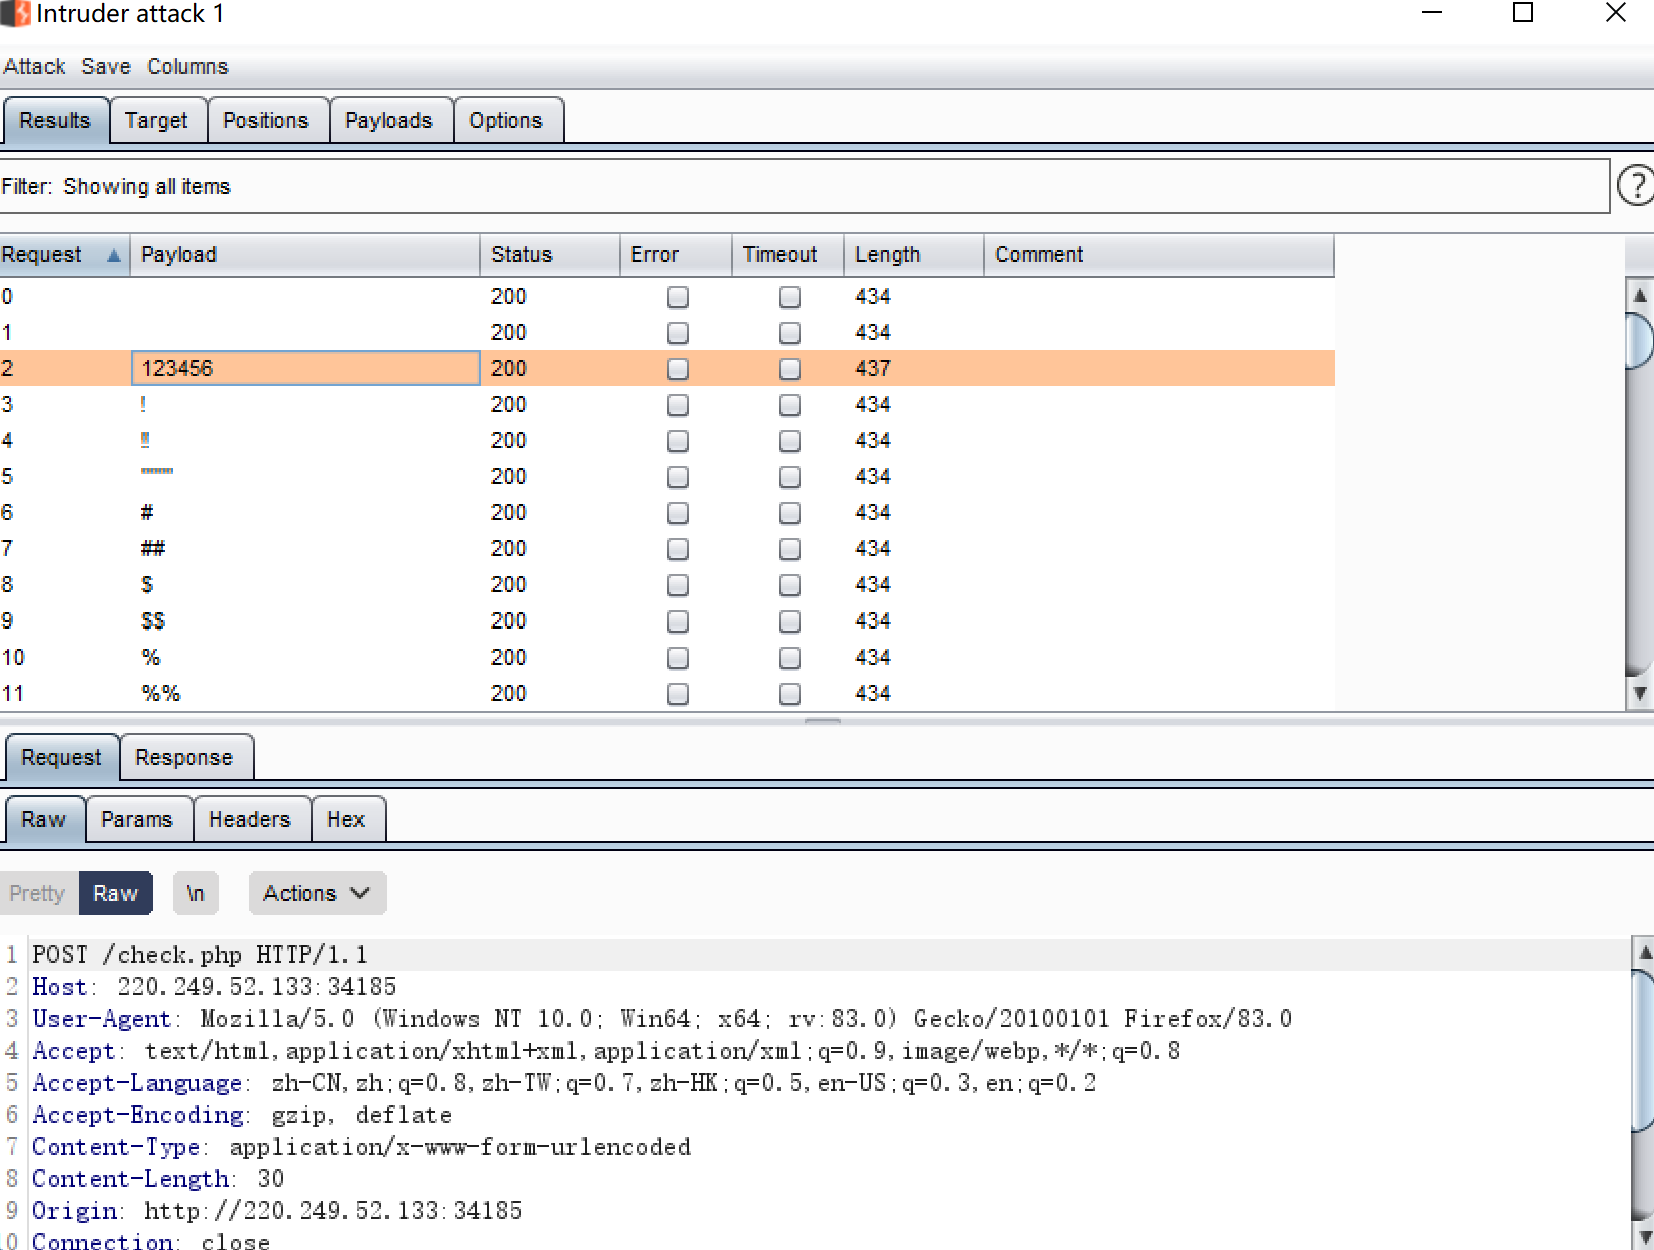 Intruder attack 1
Attack Save Columns
Results Target Positions Payloads Options
Filter: Showing all items
?
Request Payload Status Error Timeout Length Comment
0 200 434
1 200 434
2 123456 200 437
3 ! 200 434
4 !! 200 434
5 200 434
6 # 200 434
7 ## 200 434
8 $ 200 434
9 $$ 200 434
10 % 200 434
11 %% 200 434
Request Response
Raw Params Headers Hex
Pretty Raw \n Actions
1 POST /check.php HTTP/1.1
2 Host: 220.249.52.133:34185
3 User-Agent: Mozilla/5.0 (Windows NT 10.0; Win64; x64; rv:83.0) Gecko/20100101 Firefox/83.0
4 Accept: text/html,application/xhtml+xml,application/xml;q=0.9,image/webp,*/*;q=0.8
5 Accept-Language: zh-CN,zh;q=0.8,zh-TW;q=0.7,zh-HK;q=0.5,en-US;q=0.3,en;q=0.2
6 Accept-Encoding: gzip, deflate
7 Content-Type: application/x-www-form-urlencoded
8 Content-Length: 30
9 Origin: http://220.249.52.133:34185
10 Connection: close